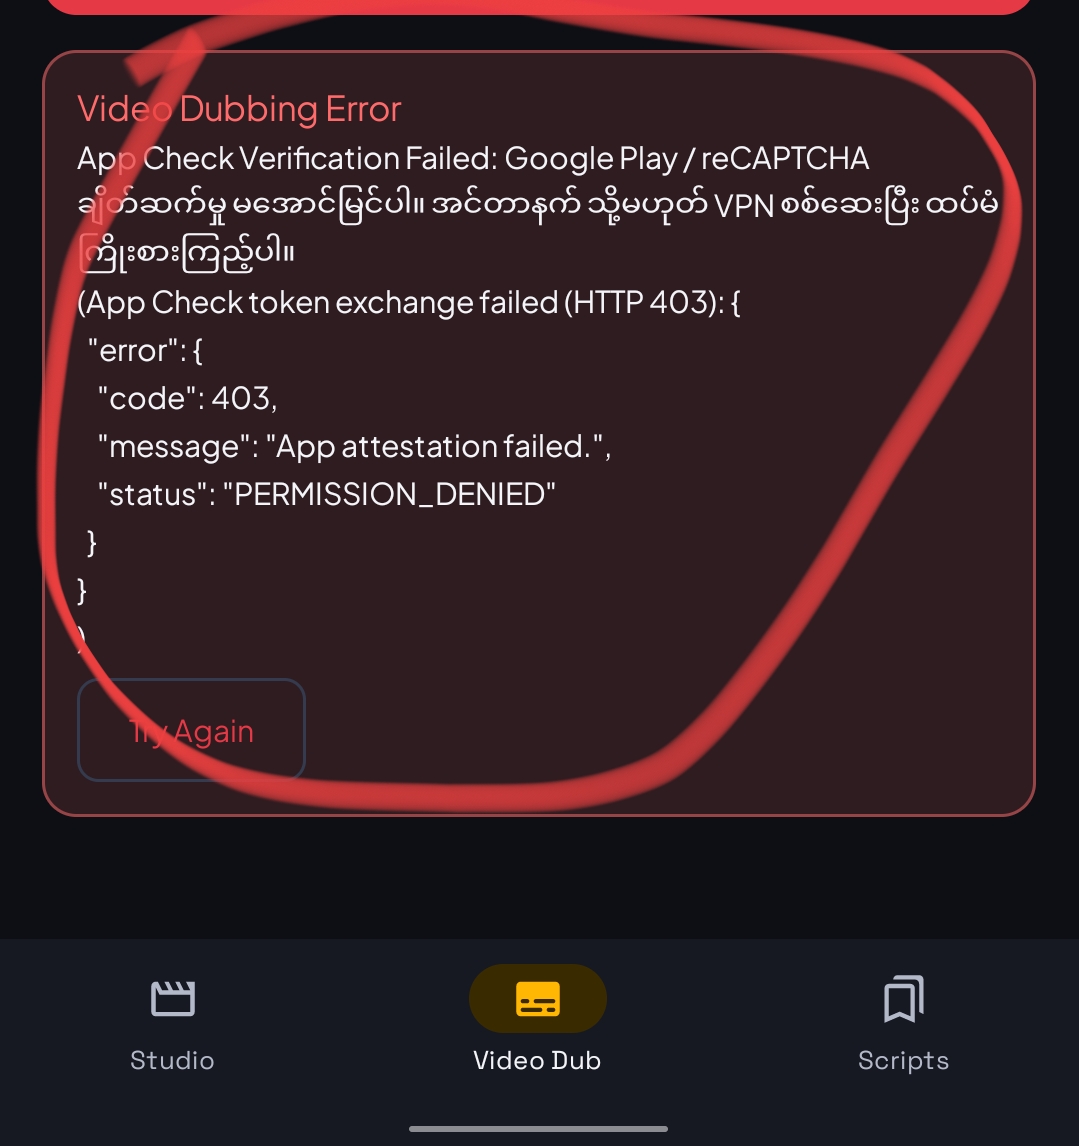 Video Dubbing Error
App Check Verification Failed: Google Play / reCAPTCHA
ချိတ်ဆက်မှု မအောင်မြင်ပါ။ အင်တာနက် သို့မဟုတ် VPN စစ်ဆေးပြီး ထပ်မံ
ကြိုးစားကြည့်ပါ။
(App Check token exchange failed (HTTP 403): {
"error": {
"code": 403,
"message": "App attestation failed.",
"status": "PERMISSION_DENIED"
}
}
)
Try Again
Studio
Video Dub
Scripts